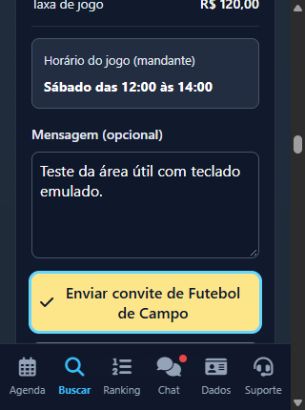 Taxa de jogo R$ 120,00
Horário do jogo (mandante)
Sábado das 12:00 às 14:00
Mensagem (opcional)
Teste da área útil com teclado
emulado.
Enviar convite de Futebol
de Campo
Agenda Buscar Ranking Chat Dados Suporte